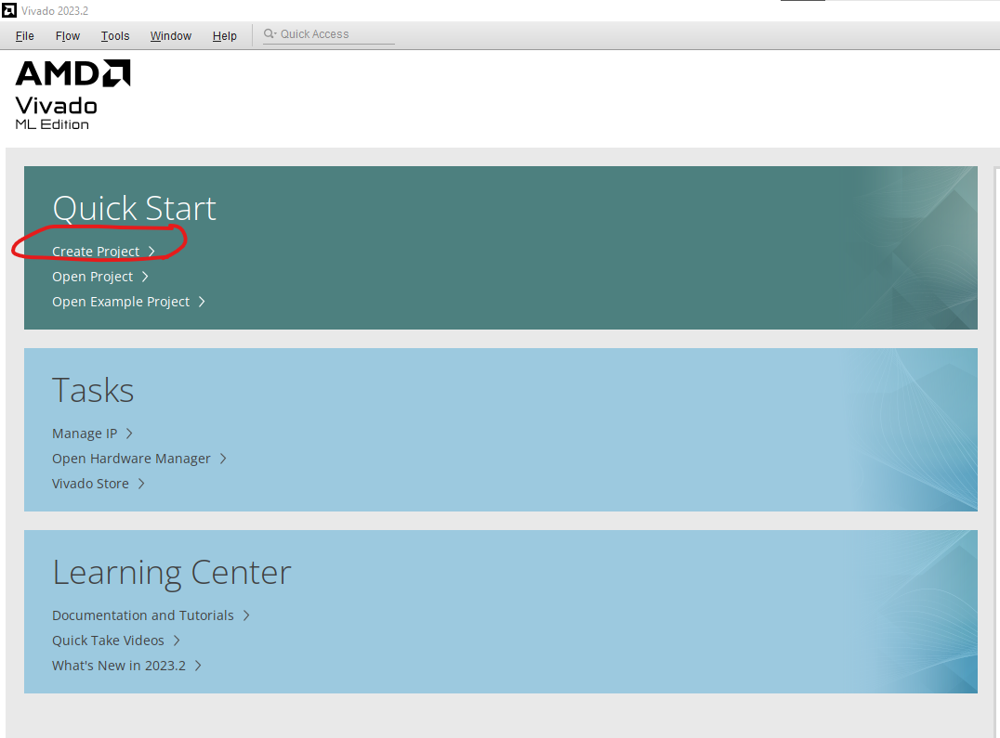 Vivado 2023.2
File Flow Tools Window Help Quick Access
AMD
Vivado
ML Edition
Quick Start
Create Project
Open Project
Open Example Project
Tasks
Manage IP
Open Hardware Manager
Vivado Store
Learning Center
Documentation and Tutorials
Quick Take Videos
What's New in 2023.2